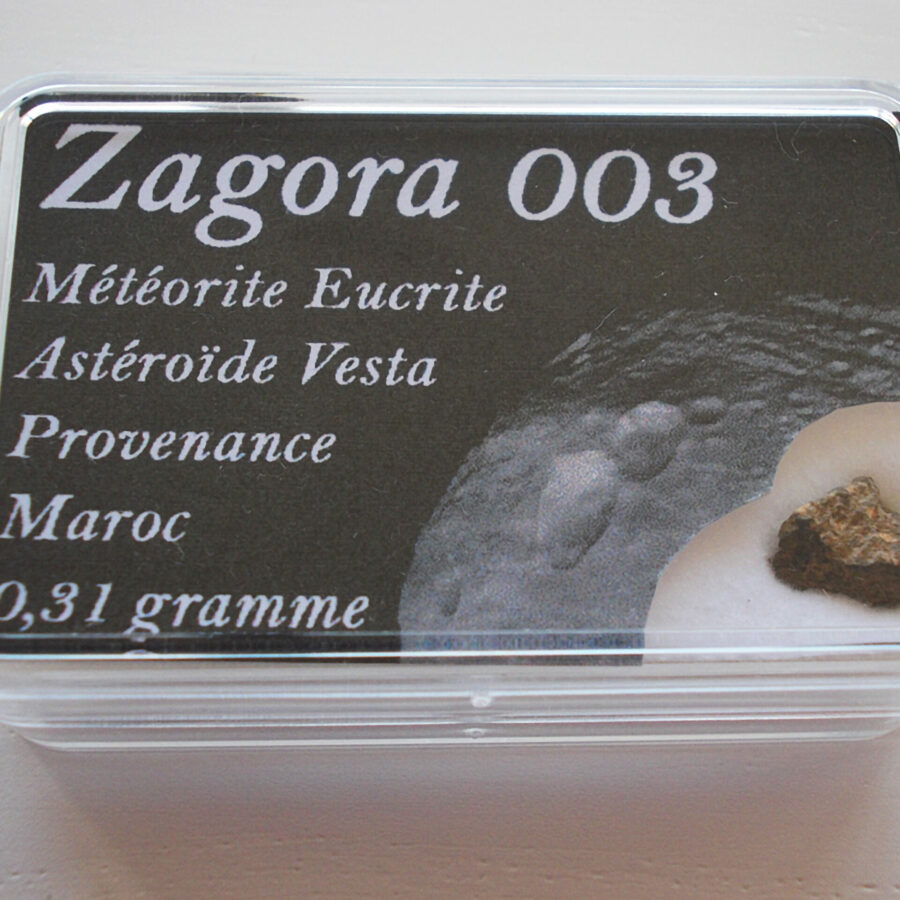 Zagora 003
Météorite Eucrite
Astéroïde Vesta
Provenance
Maroc
0,31 gramme